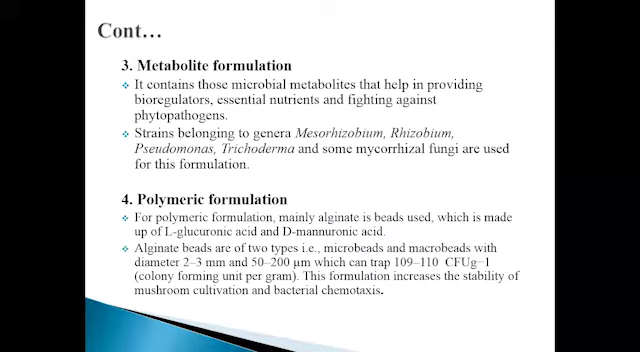 Cont…
3. Metabolite formulation
It contains those microbial metabolites that help in providing
bioregulators, essential nutrients and fighting against
phytopathogens.
Strains belonging to genera Mesorhizobium, Rhizobium,
Pseudomonas, Trichoderma and some mycorrhizal fungi are used
for this formulation.
4. Polymeric formulation
For polymeric formulation, mainly alginate is beads used, which is made
up of L-glucuronic acid and D-mannuronic acid.
Alginate beads are of two types i.e., microbeads and macrobeads with
diameter 2–3 mm and 50–200 µm which can trap 109–110 CFUg−1
(colony forming unit per gram). This formulation increases the stability of
mushroom cultivation and bacterial chemotaxis.